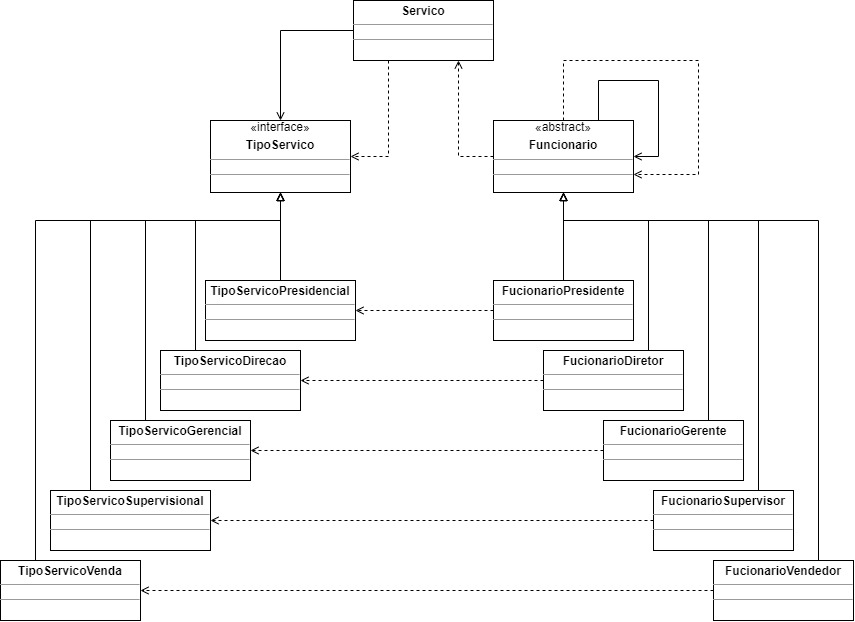 Servico
«interface»
TipoServico
«abstract»
Funcionario
TipoServicoPresidencial
FucionarioPresidente
TipoServicoDirecao
FucionarioDiretor
TipoServicoGerencial
FucionarioGerente
TipoServicoSupervisional
FucionarioSupervisor
TipoServicoVenda
FucionarioVendedor